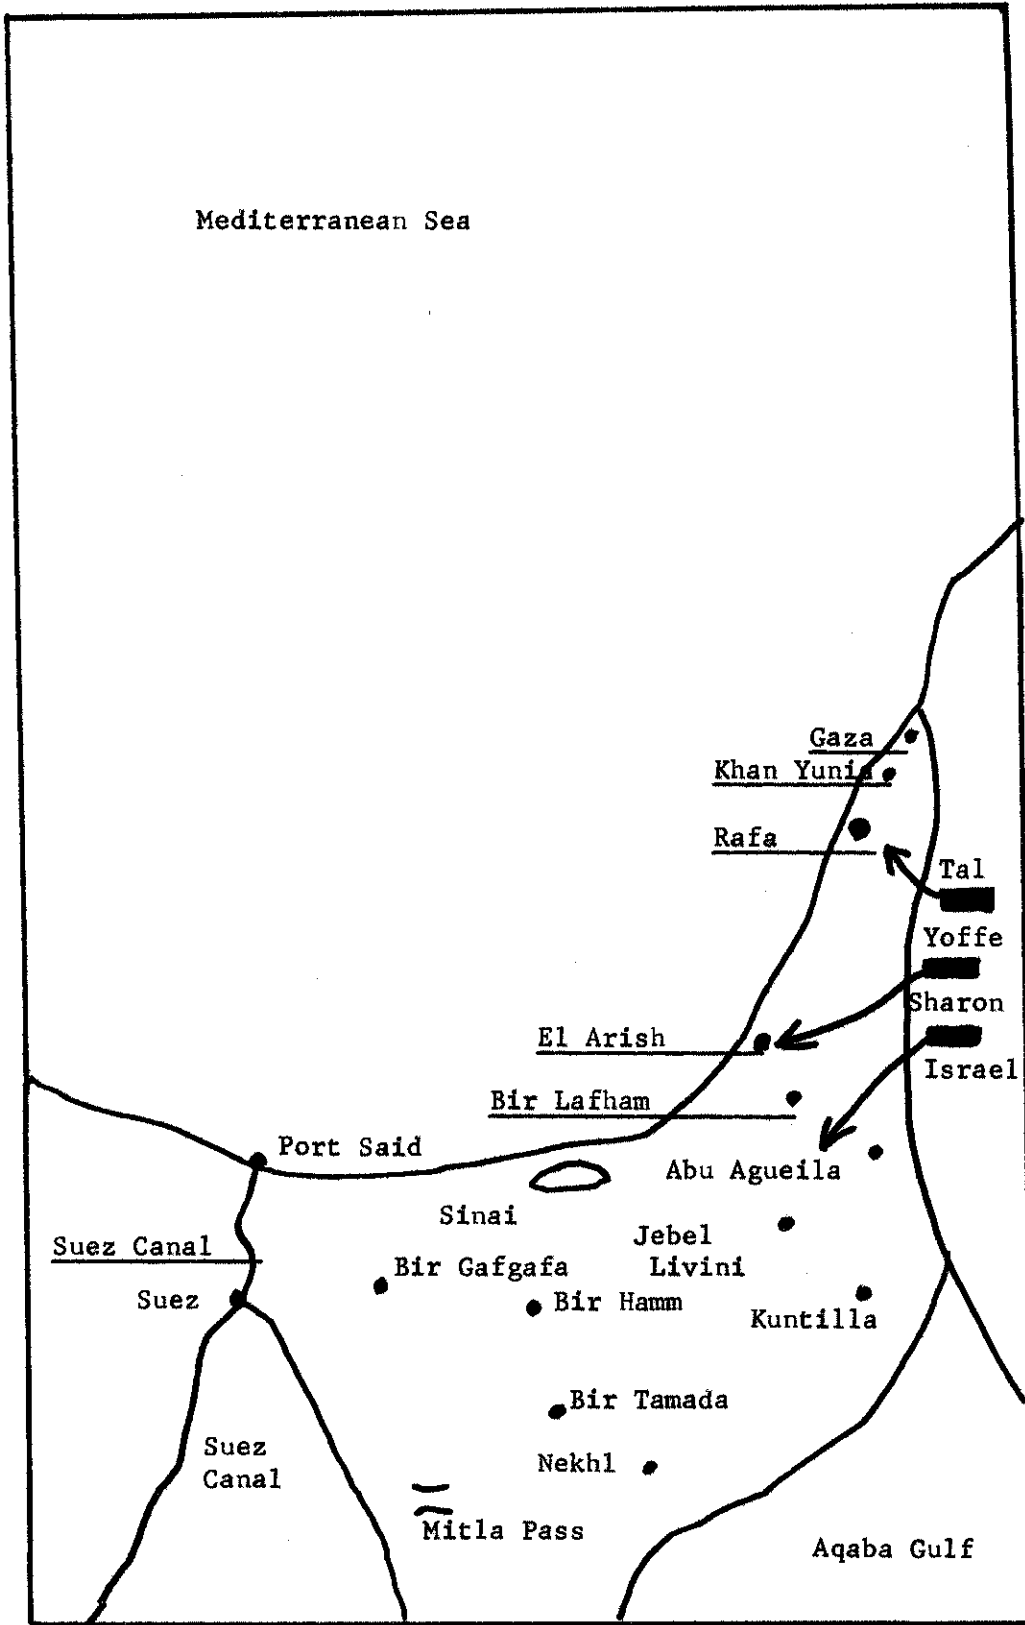 Mediterranean Sea
Gaza
Khan Yunis
Rafa
Tal
Yoffe
Sharon
El Arish
Israel
Bir Lafham
Port Said
Abu Agueila
Sinai
Jebel
Livini
Suez Canal
Bir Gafgafa
Suez
Bir Hamm
Kuntilla
Bir Tamada
Suez
Canal
Nekhl
Mitla Pass
Aqaba Gulf